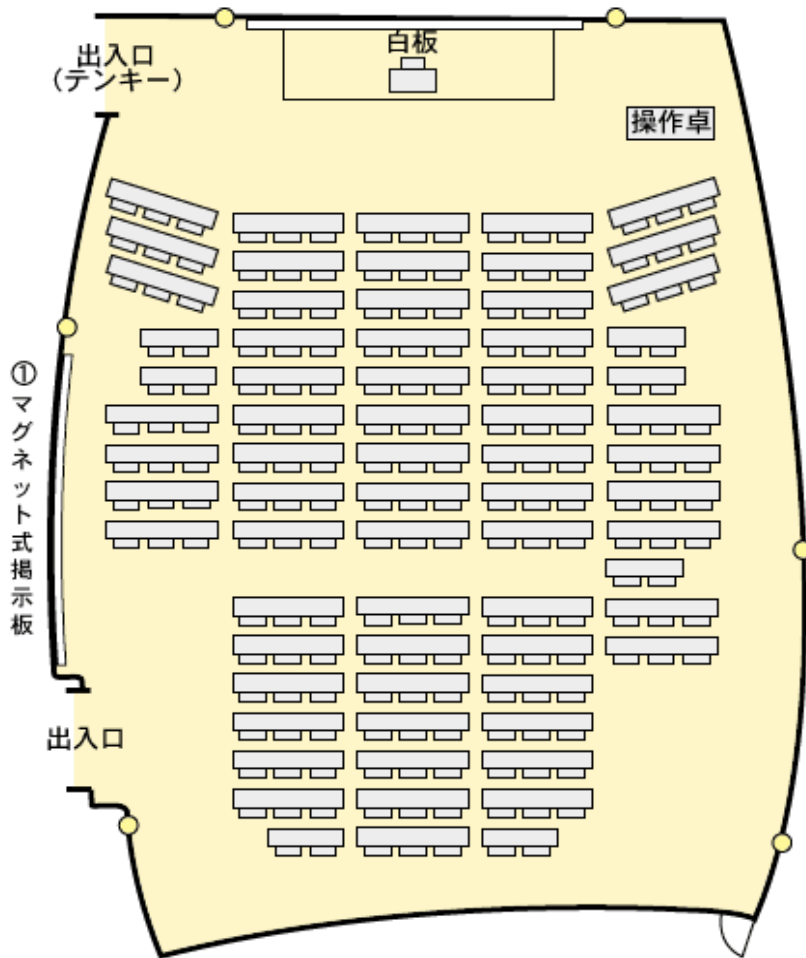 出入口
（テンキー）
白板
操作卓
①マグネット式掲示板
出入口